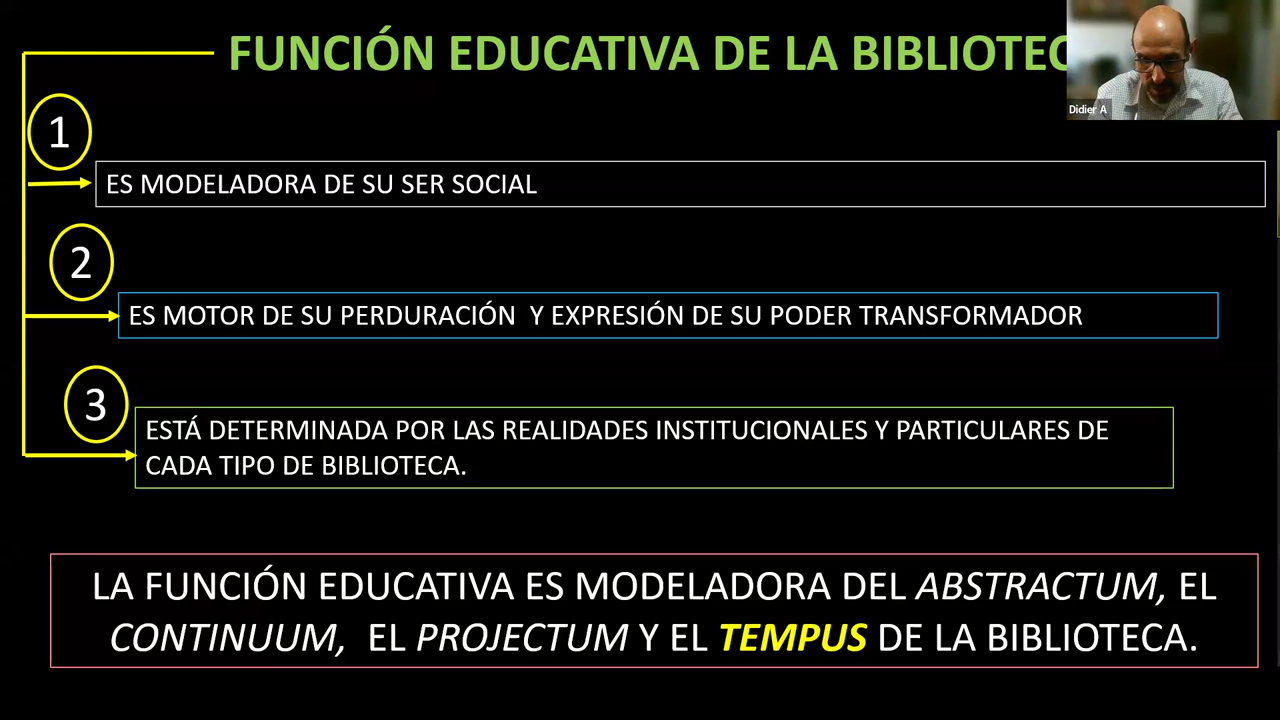 FUNCIÓN EDUCATIVA DE LA BIBLIOTEC
Didier A
1
ES MODELADORA DE SU SER SOCIAL
2
ES MOTOR DE SU PERDURACIÓN Y EXPRESIÓN DE SU PODER TRANSFORMADOR
3
ESTÁ DETERMINADA POR LAS REALIDADES INSTITUCIONALES Y PARTICULARES DE
CADA TIPO DE BIBLIOTECA.
LA FUNCIÓN EDUCATIVA ES MODELADORA DEL ABSTRACTUM, EL
CONTINUUM, EL PROJECTUM Y EL TEMPUS DE LA BIBLIOTECA.